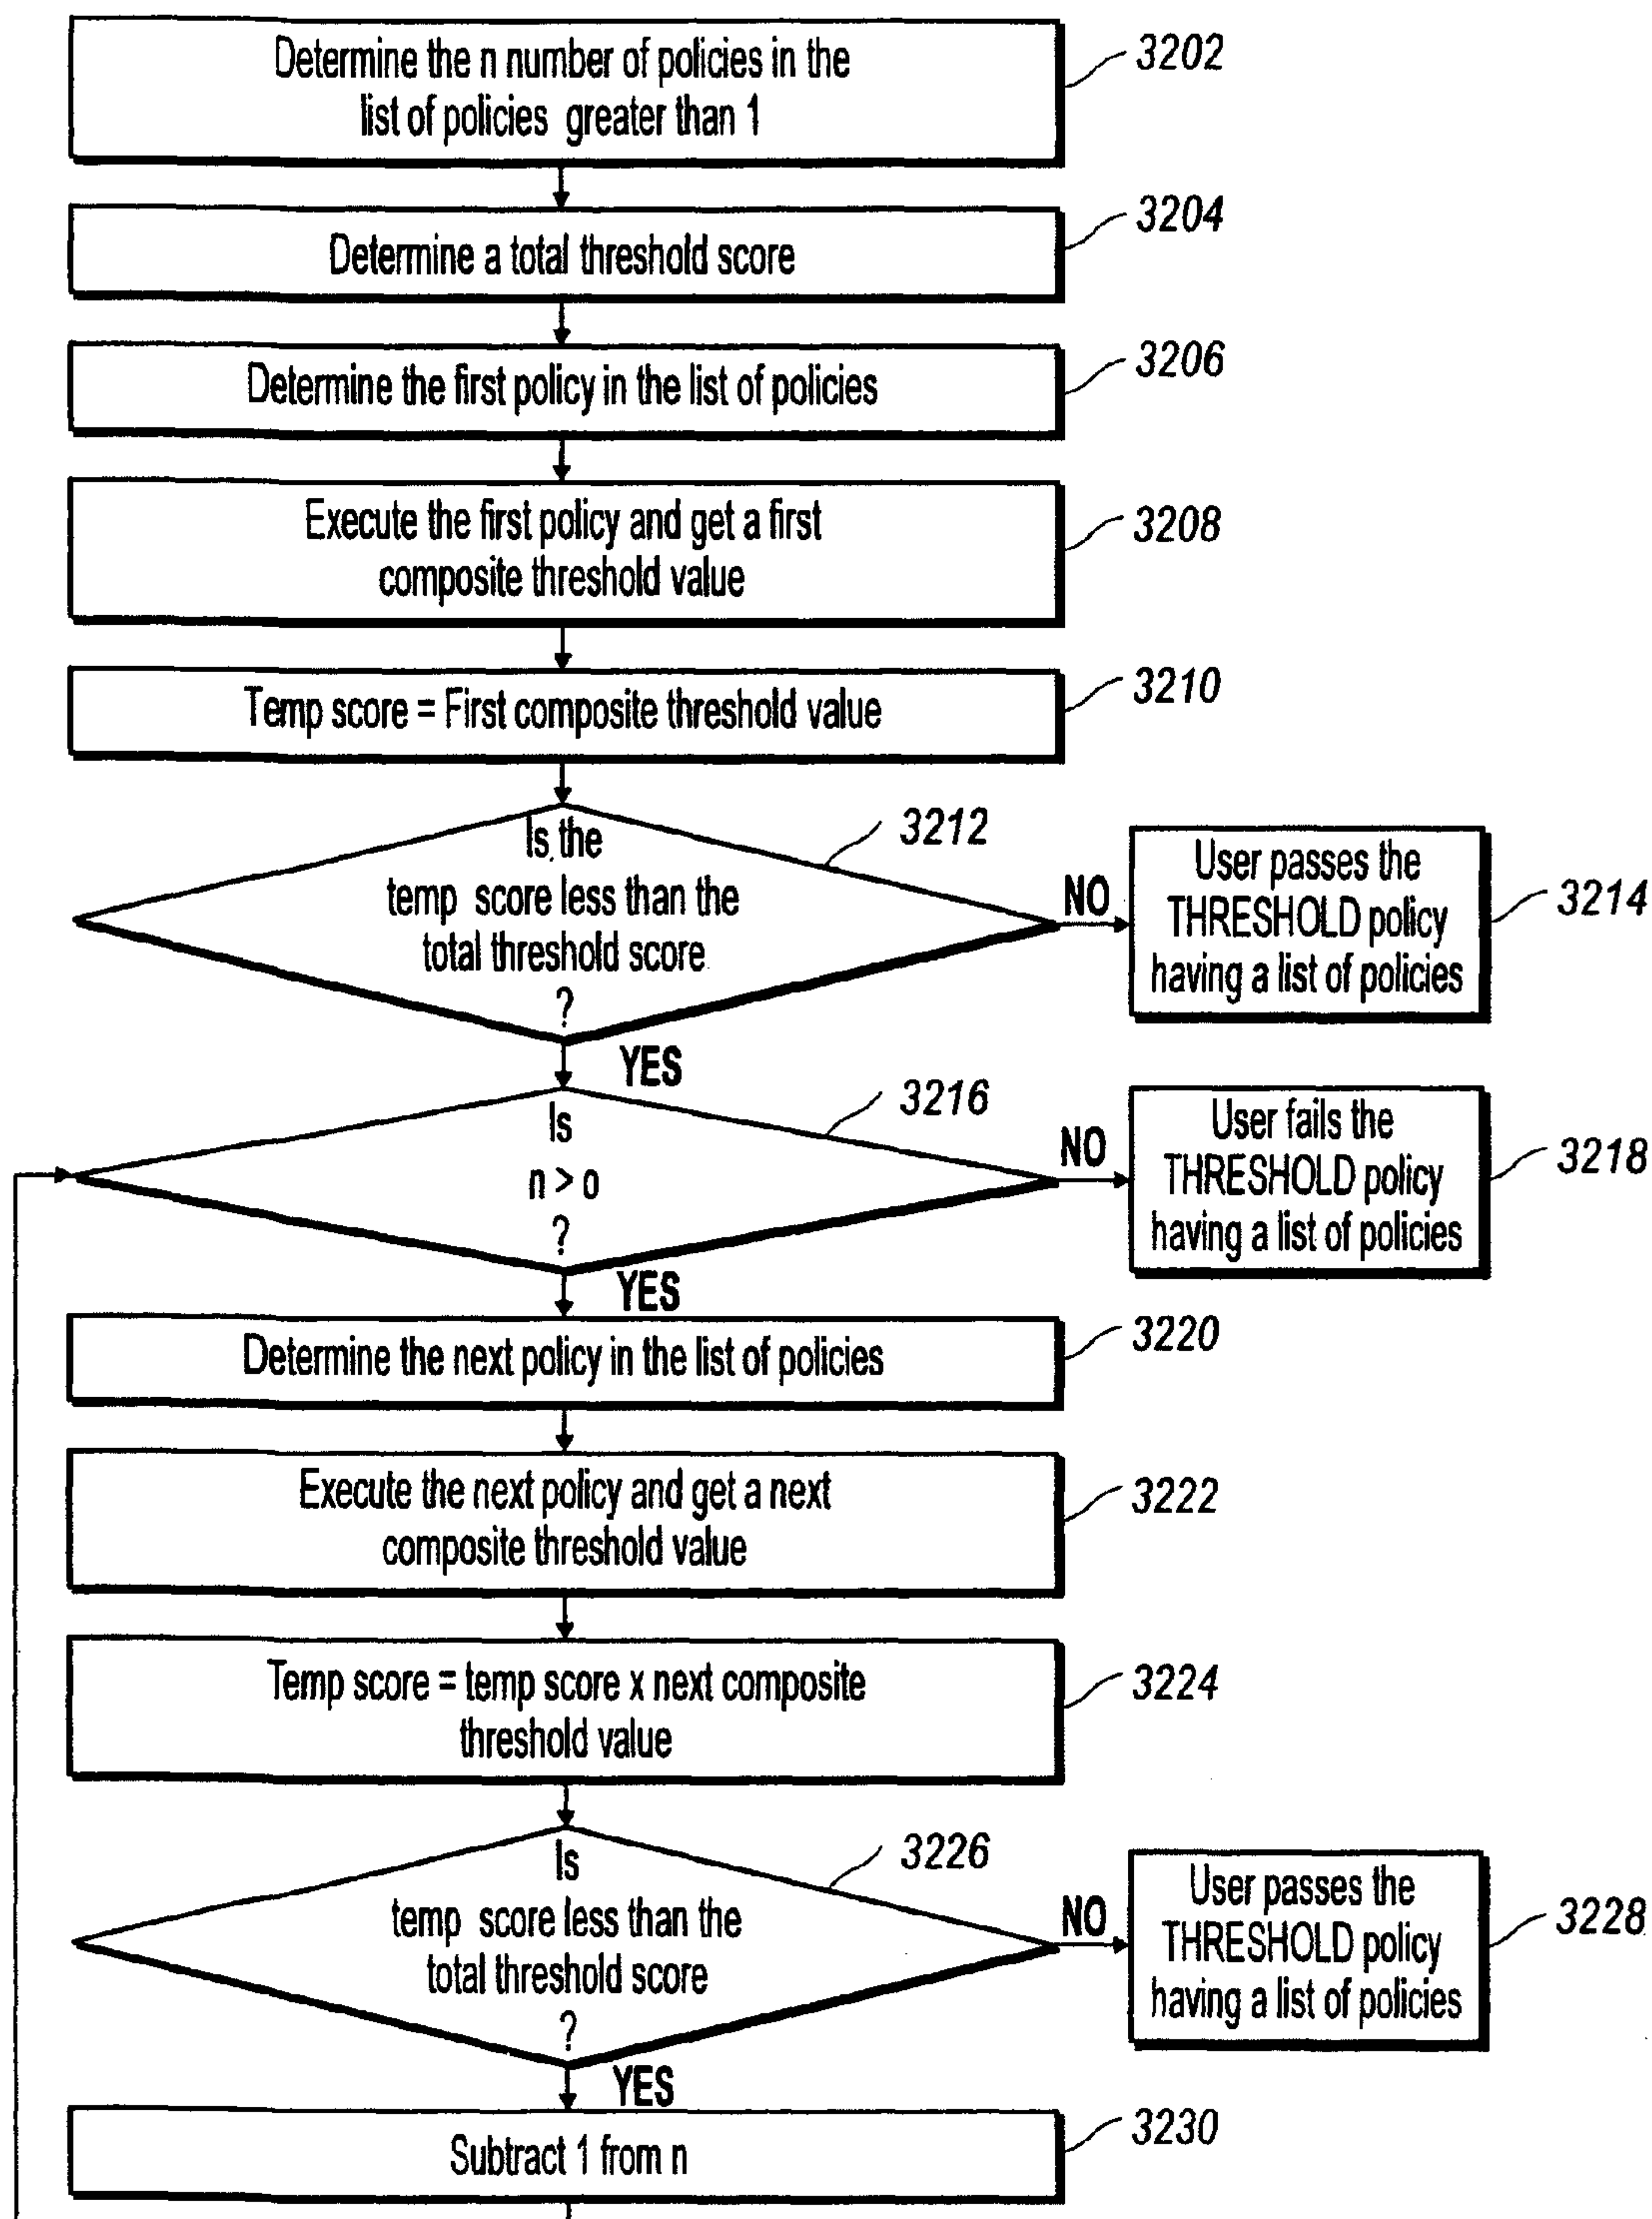 Determine the n number of policies in the
list of policies greater than 1
3202
Determine a total threshold score
3204
Determine the first policy in the list of policies
3206
Execute the first policy and get a first
composite threshold value
3208
Temp score = First composite threshold value
3210
Is the
temp score less than the
total threshold score
?
3212
NO
User passes the
THRESHOLD policy
having a list of policies
3214
YES
Is
n > o
?
3216
NO
User fails the
THRESHOLD policy
having a list of policies
3218
YES
Determine the next policy in the list of policies
3220
Execute the next policy and get a next
composite threshold value
3222
Temp score = temp score x next composite
threshold value
3224
Is
temp score less than the
total threshold score
?
3226
NO
User passes the
THRESHOLD policy
having a list of policies
3228
YES
Subtract 1 from n
3230